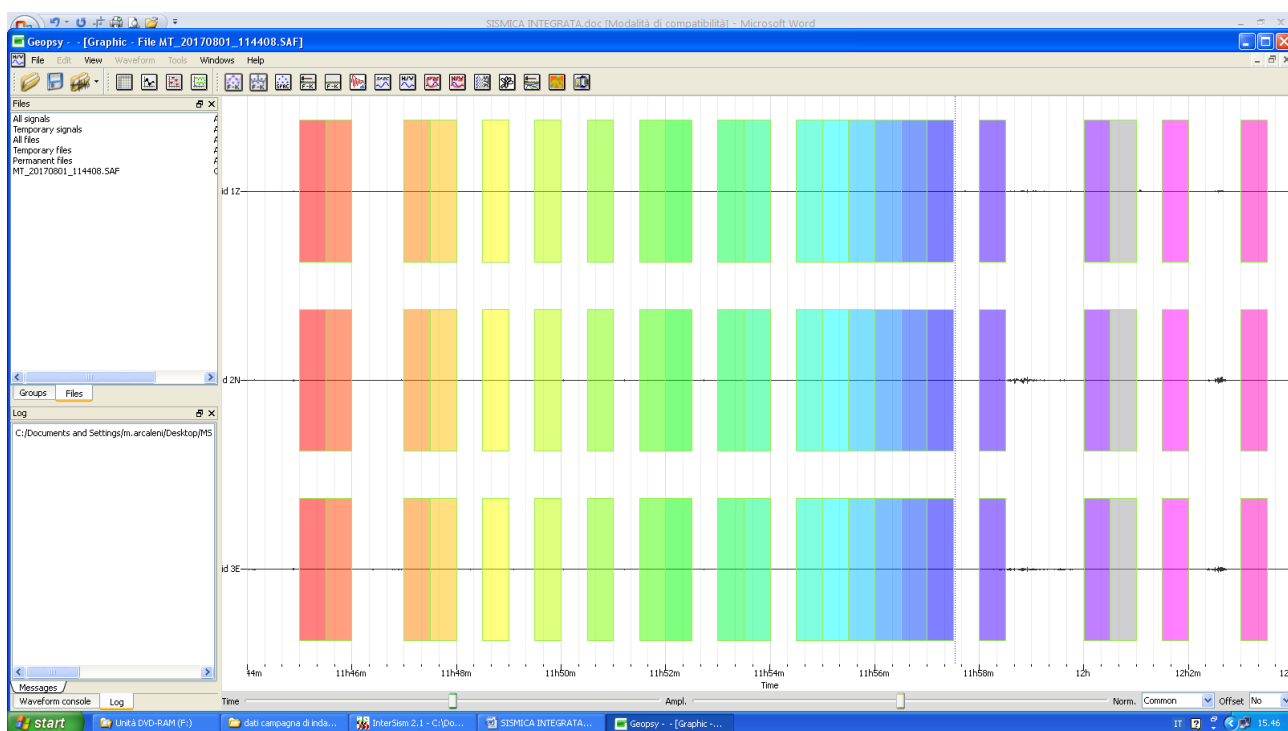 SISMICA INTEGRATA.doc [Modalità di compatibilità] - Microsoft Word
Geopsy - - [Graphic - File MT_20170801_114408.SAF]
File Edit View Waveform Tools Windows Help
Files
All signals
Temporary signals
All files
Temporary files
Permanent files
MT_20170801_114408.SAF
id 1Z
d 2N
id 3E
Groups Files
Log
C:/Documents and Settings/m.arcaleni/Desktop/MS
44m 11h46m 11h48m 11h50m 11h52m 11h54m 11h56m 11h58m 12h 12h2m 12
Time
Messages
Waveform console Log
Time Ampl. Norm. Common Offset No
start Unità DVD-RAM (F:) dati campagna di inda... InterSism 2.1 - C:\Do... SISMICA INTEGRATA.... Geopsy - - [Graphic -... IT 15.46